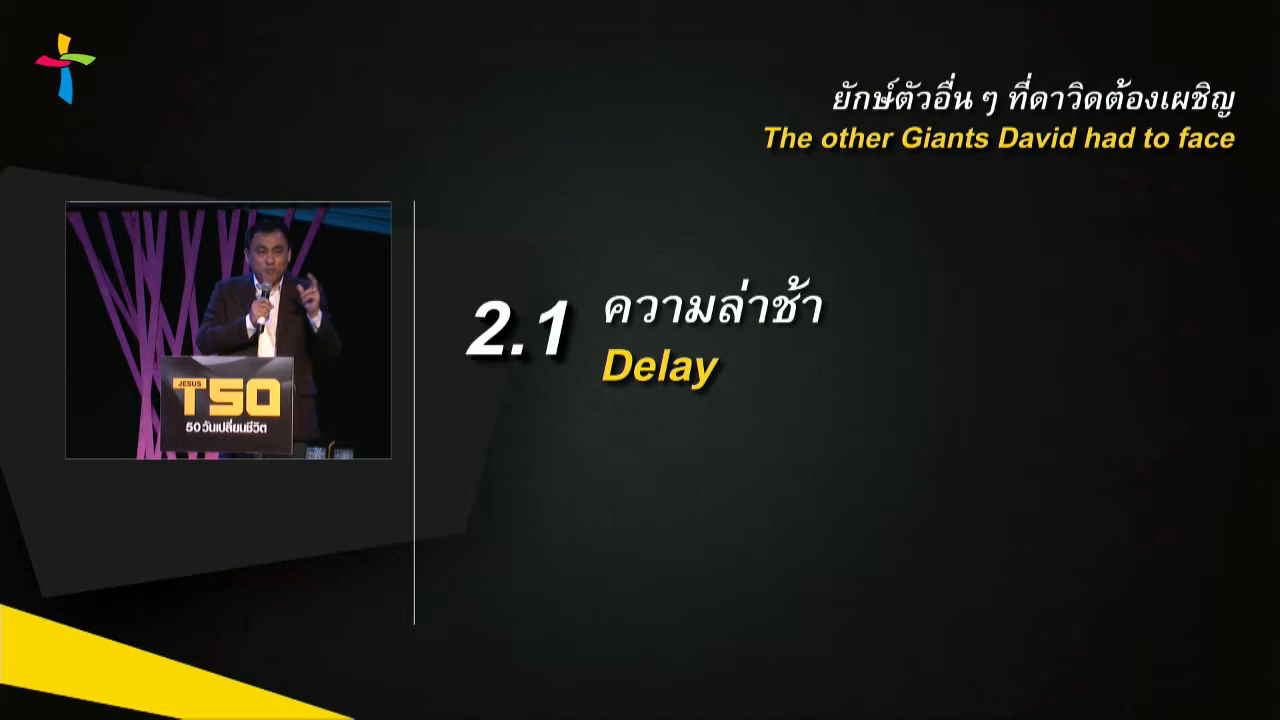 ยักษ์ตัวอื่น ๆ ที่ดาวิดต้องเผชิญ
The other Giants David had to face
2.1
ความล่าช้า
Delay
JESUS
T50
50 วันเปลี่ยนชีวิต